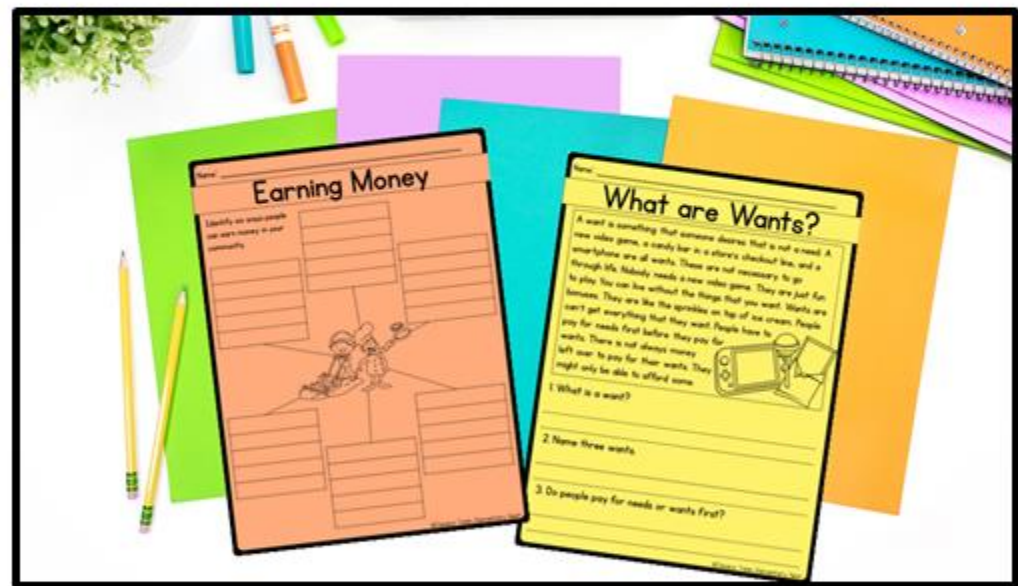 Name:
Earning Money
Identify six ways people
can earn money in your
community.
Name:
What are Wants?
A want is something that someone desires that is not a need. A
new video game, a candy bar in a store's checkout line, and a
smartphone are all wants. These are not necessary to go
through life. Nobody needs a new video game. They are just fun
to play. You can live without the things that you want. Wants are
bonuses. They are like the sprinkles on top of ice cream. People
can't get everything that they want. People have to
pay for needs first before they pay for
wants. There is not always money
left over to pay for their wants. They
might only be able to afford some.
1. What is a want?
2. Name three wants.
3. Do people pay for needs or wants first?